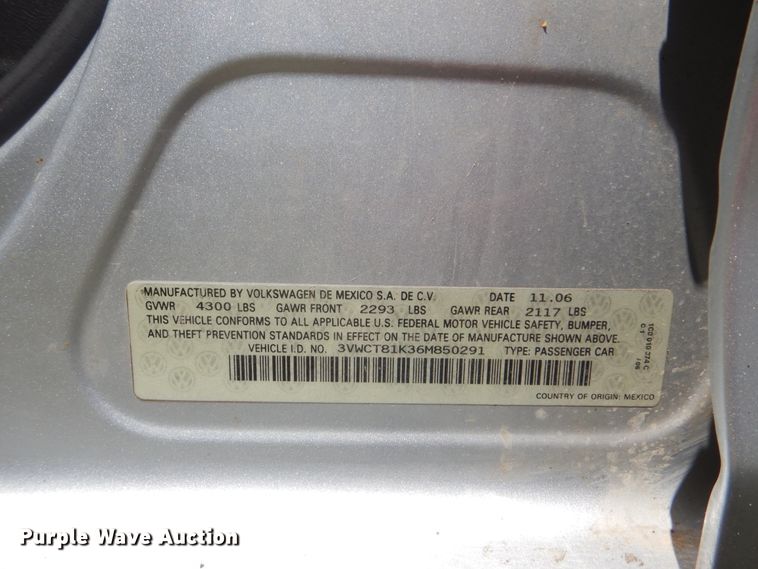 MANUFACTURED BY VOLKSWAGEN DE MEXICO S.A. DE C.V. DATE 11.06
GVWR 4300 LBS GAWR FRONT 2293 LBS GAWR REAR 2117 LBS
THIS VEHICLE CONFORMS TO ALL APPLICABLE U.S. FEDERAL MOTOR VEHICLE SAFETY, BUMPER,
AND THEFT PREVENTION STANDARDS IN EFFECT ON THE DATE OF MANUFACTURE SHOWN ABOVE.
VEHICLE I.D. NO. 3VWCT81K36M850291 TYPE: PASSENGER CAR
COUNTRY OF ORIGIN: MEXICO
1C0 010 274 C
Purple Wave Auction